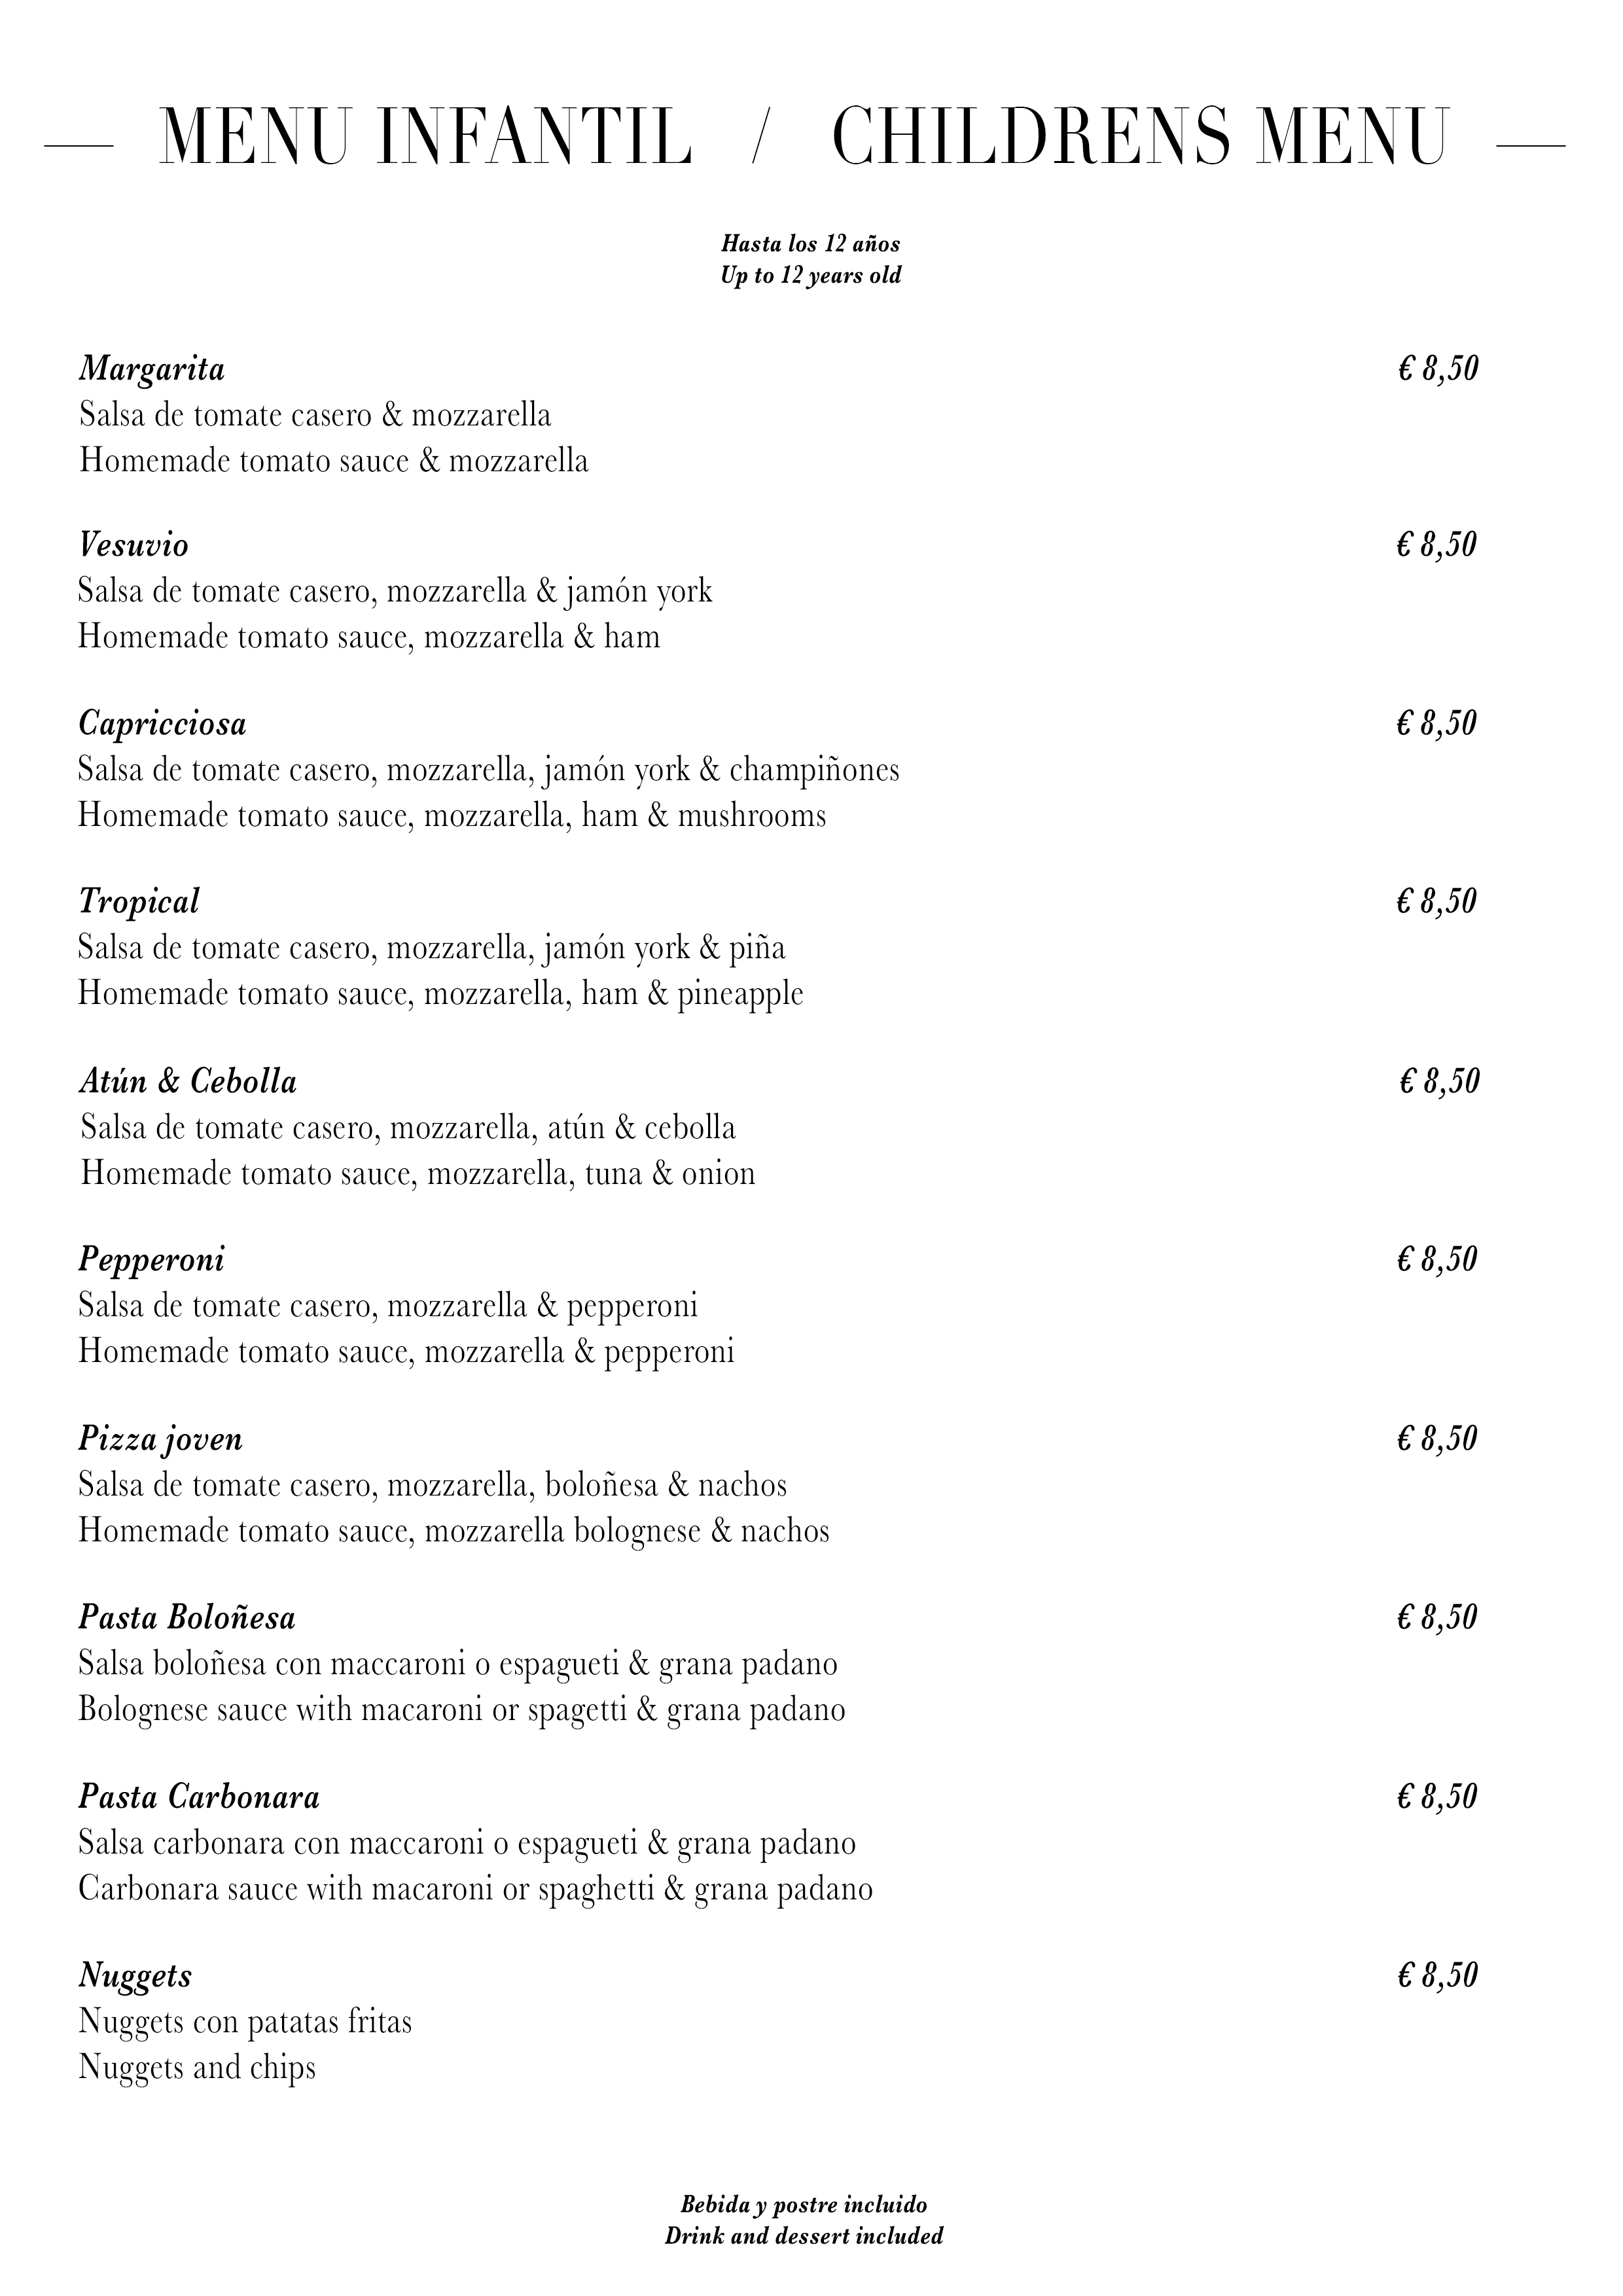 MENU INFANTIL / CHILDRENS MENU
Hasta los 12 años
Up to 12 years old
Margarita € 8,50
Salsa de tomate casero & mozzarella
Homemade tomato sauce & mozzarella
Vesuvio € 8,50
Salsa de tomate casero, mozzarella & jamón york
Homemade tomato sauce, mozzarella & ham
Capricciosa € 8,50
Salsa de tomate casero, mozzarella, jamón york & champiñones
Homemade tomato sauce, mozzarella, ham & mushrooms
Tropical € 8,50
Salsa de tomate casero, mozzarella, jamón york & piña
Homemade tomato sauce, mozzarella, ham & pineapple
Atún & Cebolla € 8,50
Salsa de tomate casero, mozzarella, atún & cebolla
Homemade tomato sauce, mozzarella, tuna & onion
Pepperoni € 8,50
Salsa de tomate casero, mozzarella & pepperoni
Homemade tomato sauce, mozzarella & pepperoni
Pizza joven € 8,50
Salsa de tomate casero, mozzarella, boloñesa & nachos
Homemade tomato sauce, mozzarella bolognese & nachos
Pasta Boloñesa € 8,50
Salsa boloñesa con maccaroni o espagueti & grana padano
Bolognese sauce with macaroni or spagetti & grana padano
Pasta Carbonara € 8,50
Salsa carbonara con maccaroni o espagueti & grana padano
Carbonara sauce with macaroni or spaghetti & grana padano
Nuggets € 8,50
Nuggets con patatas fritas
Nuggets and chips
Bebida y postre incluido
Drink and dessert included